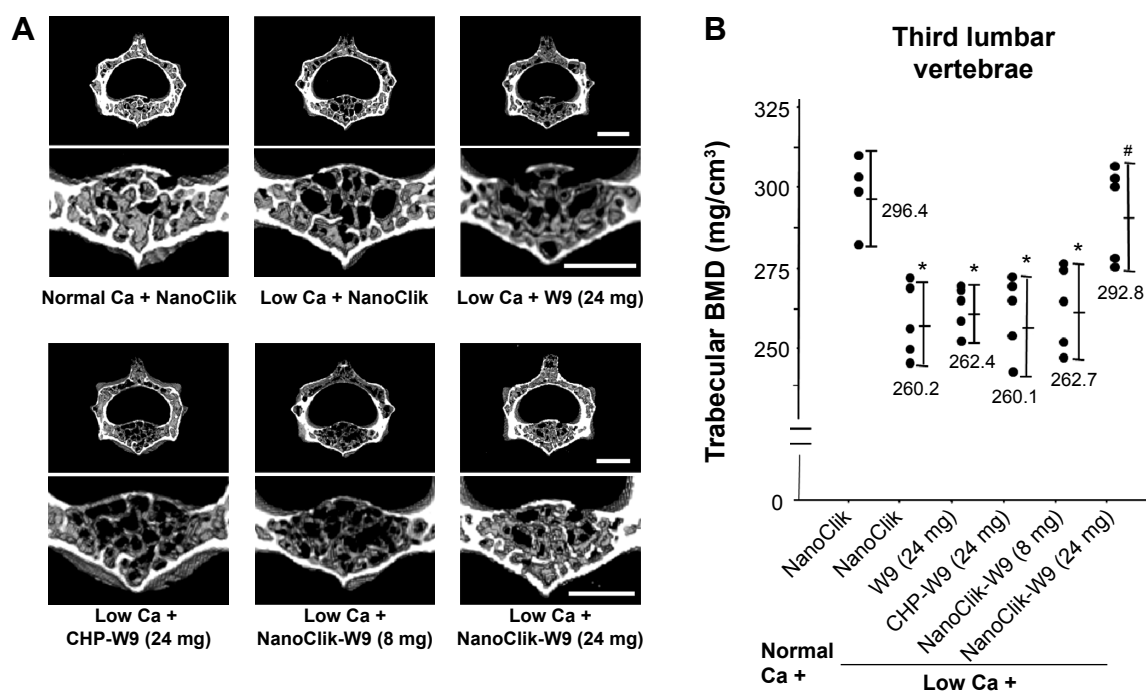 A
Normal Ca + NanoClik
Low Ca + NanoClik
Low Ca + W9 (24 mg)
Low Ca +
CHP-W9 (24 mg)
Low Ca +
NanoClik-W9 (8 mg)
Low Ca +
NanoClik-W9 (24 mg)
B
Third lumbar
vertebrae
Trabecular BMD (mg/cm³)
325
300
275
250
0
296.4
*
260.2
*
262.4
*
260.1
*
262.7
#
292.8
NanoClik
NanoClik
W9 (24 mg)
CHP-W9 (24 mg)
NanoClik-W9 (8 mg)
NanoClik-W9 (24 mg)
Normal
Ca +
Low Ca +